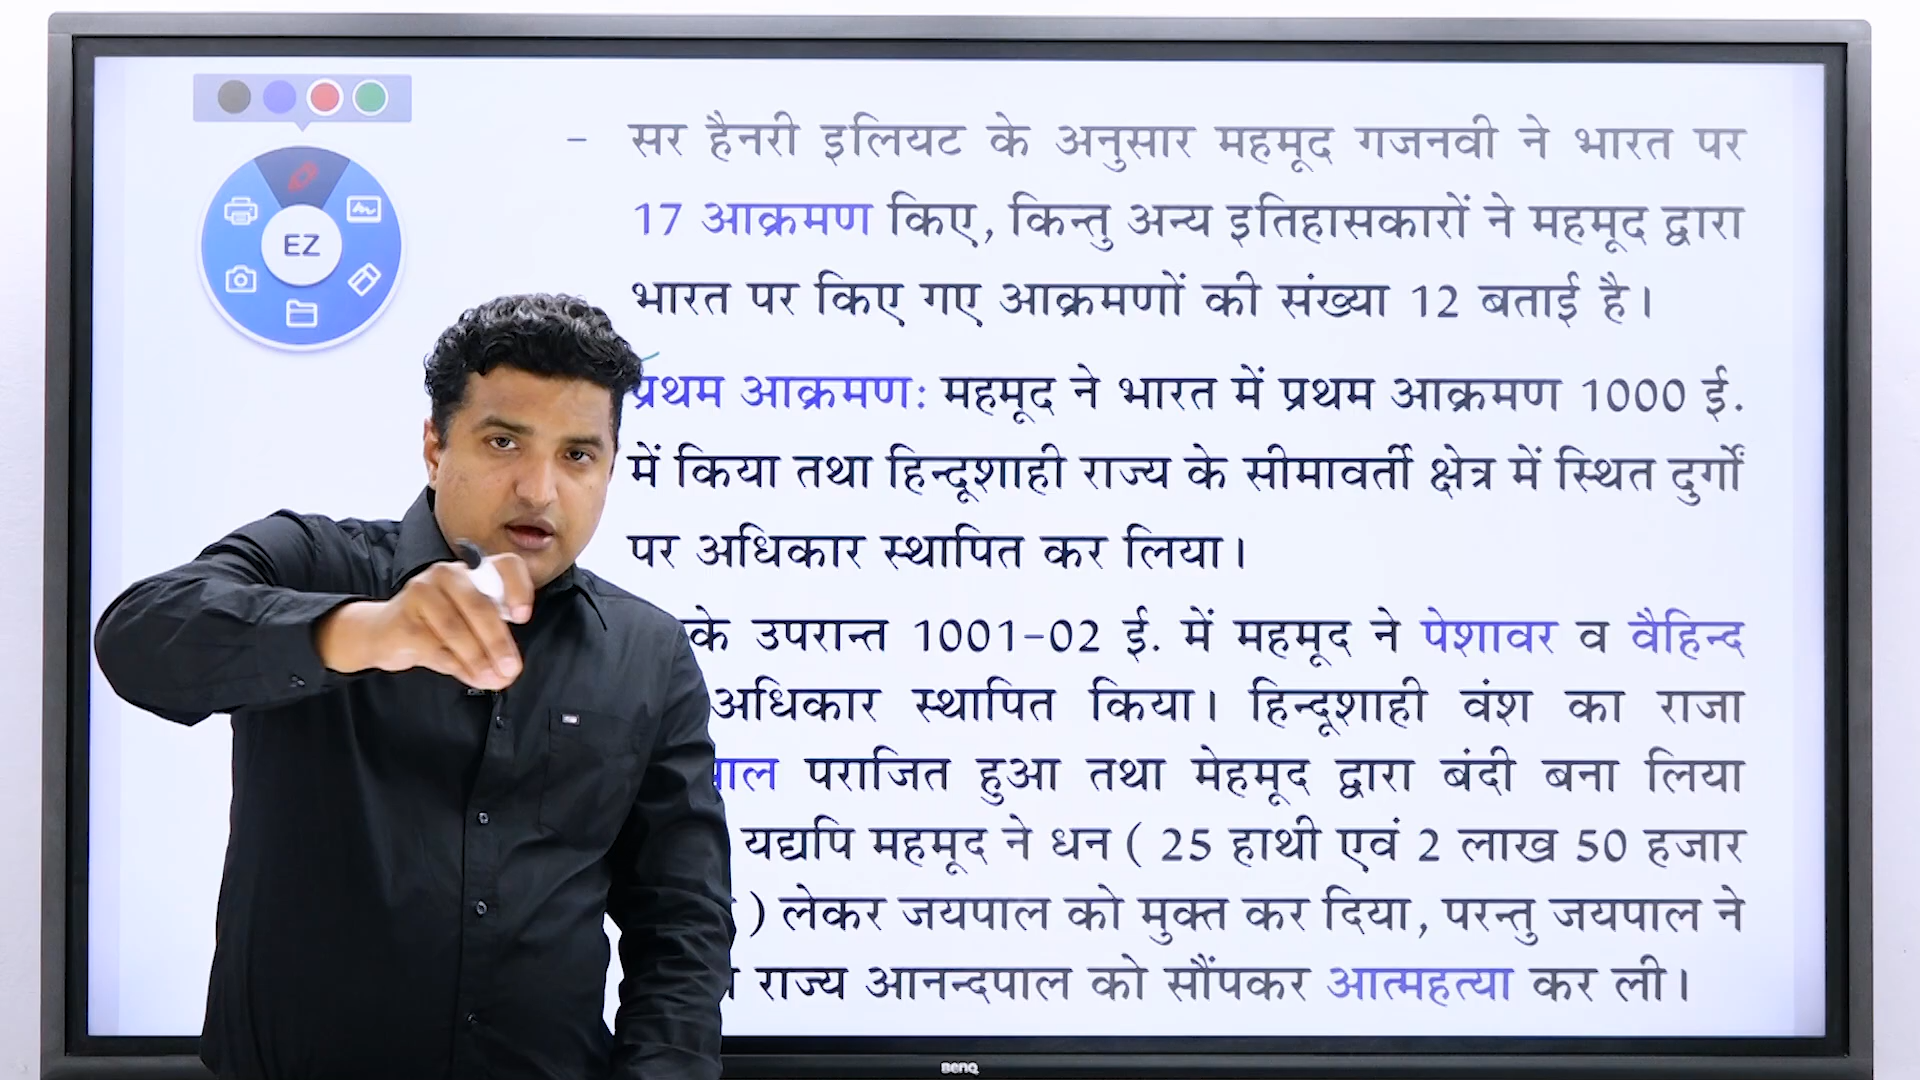 EZ
– सर हैनरी इलियट के अनुसार महमूद गजनवी ने भारत पर
17 आक्रमण किए, किन्तु अन्य इतिहासकारों ने महमूद द्वारा
भारत पर किए गए आक्रमणों की संख्या 12 बताई है।
प्रथम आक्रमण: महमूद ने भारत में प्रथम आक्रमण 1000 ई.
में किया तथा हिन्दूशाही राज्य के सीमावर्ती क्षेत्र में स्थित दुर्गों
पर अधिकार स्थापित कर लिया।
के उपरान्त 1001-02 ई. में महमूद ने पेशावर व वैहिन्द
अधिकार स्थापित किया। हिन्दूशाही वंश का राजा
पराजित हुआ तथा मेहमूद द्वारा बंदी बना लिया
यद्यपि महमूद ने धन ( 25 हाथी एवं 2 लाख 50 हजार
) लेकर जयपाल को मुक्त कर दिया, परन्तु जयपाल ने
राज्य आनन्दपाल को सौंपकर आत्महत्या कर ली।
BenQ